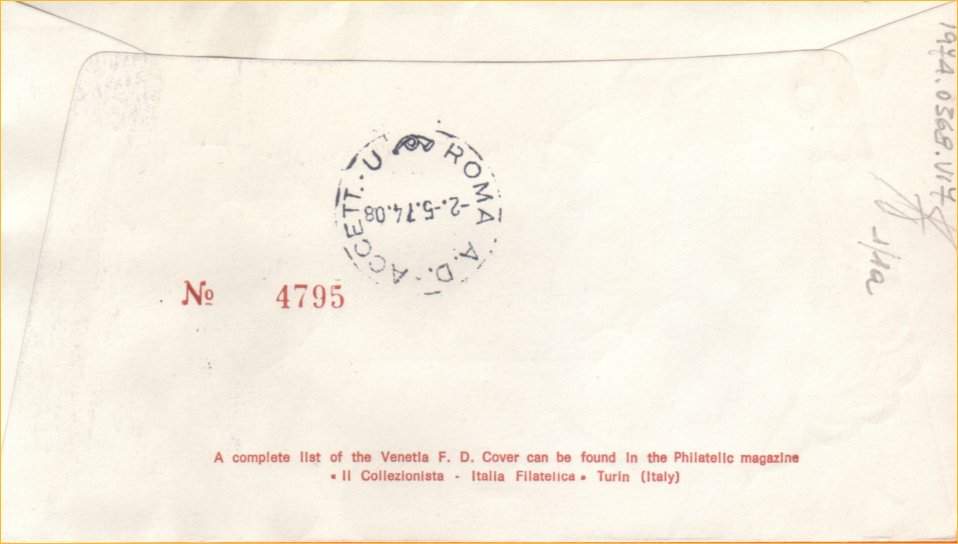 ROMA A.D. - ACCETT. - U
-2.-5.74.08
№ 4795
A complete list of the Venetia F. D. Cover can be found in the Philatelic magazine
« Il Collezionista - Italia Filatelica » Turin (Italy)
1974.0368.V17